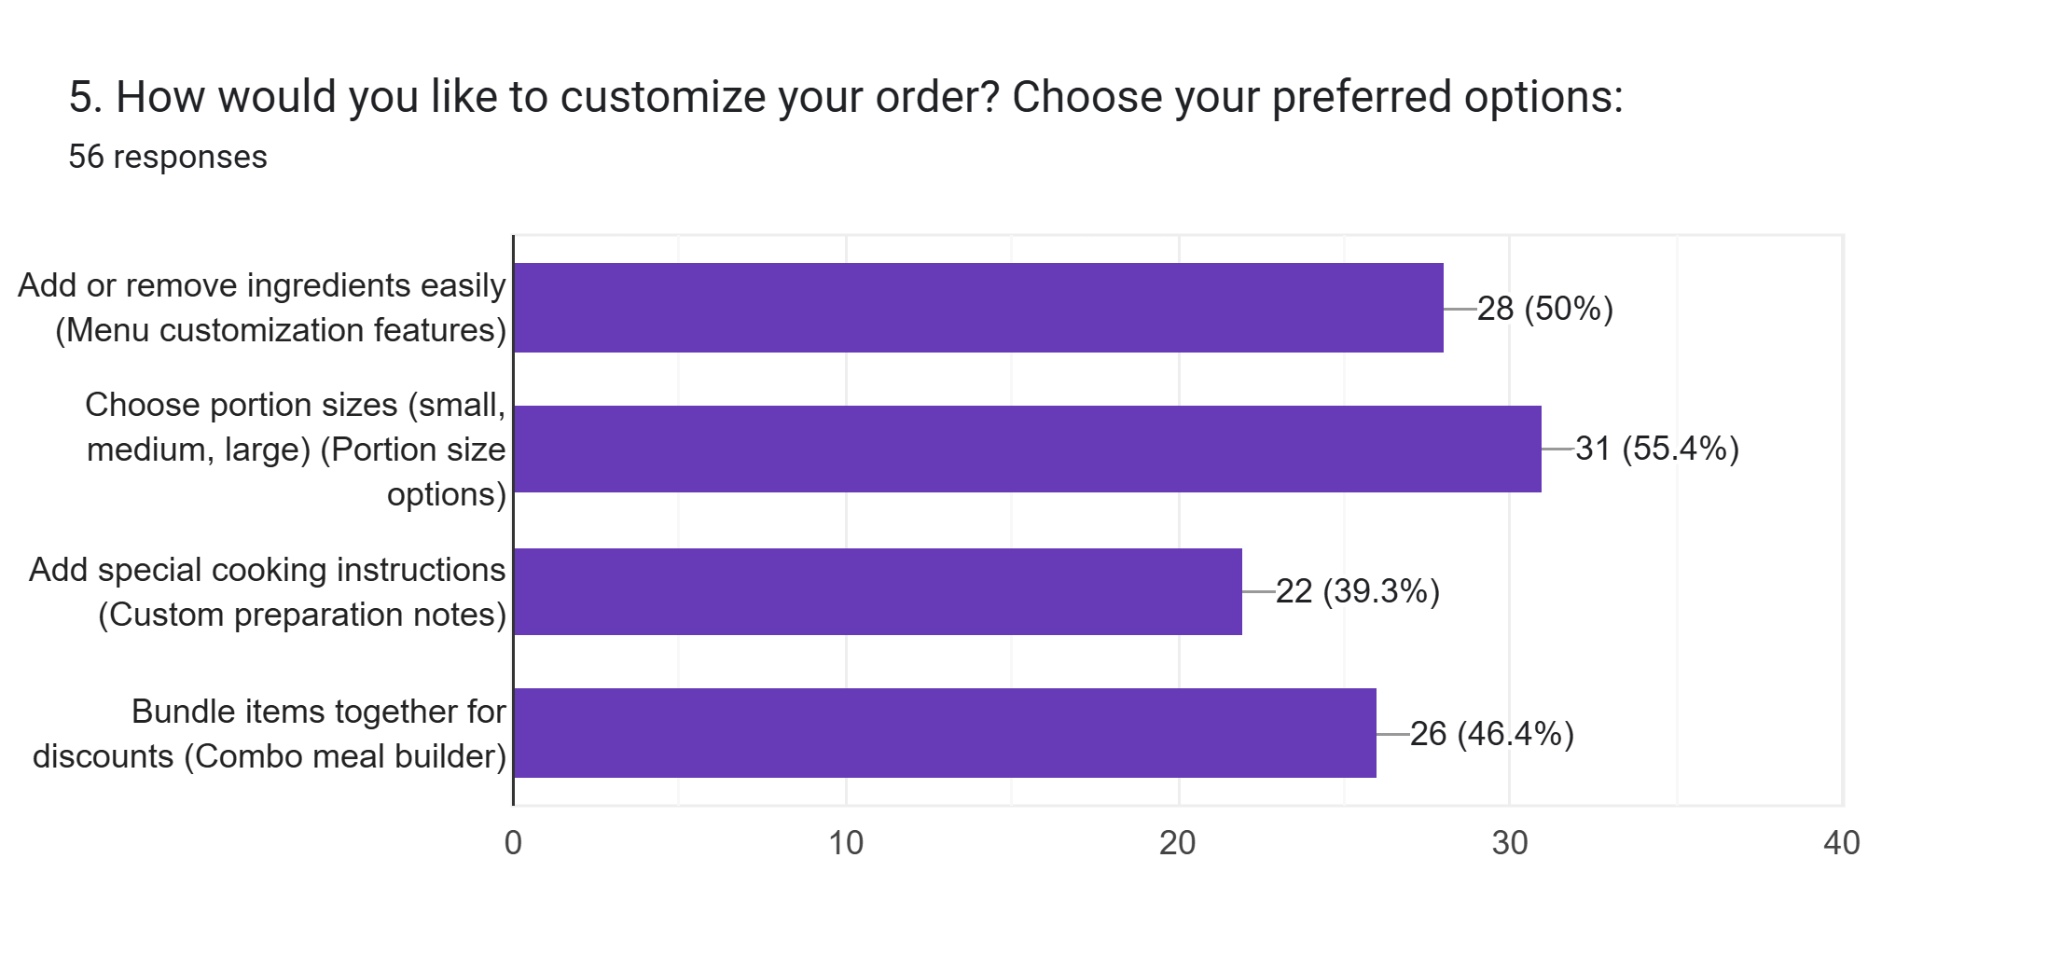 5. How would you like to customize your order? Choose your preferred options:
56 responses
Add or remove ingredients easily
(Menu customization features)
28 (50%)
Choose portion sizes (small,
medium, large) (Portion size
options)
31 (55.4%)
Add special cooking instructions
(Custom preparation notes)
22 (39.3%)
Bundle items together for
discounts (Combo meal builder)
26 (46.4%)
0 10 20 30 40